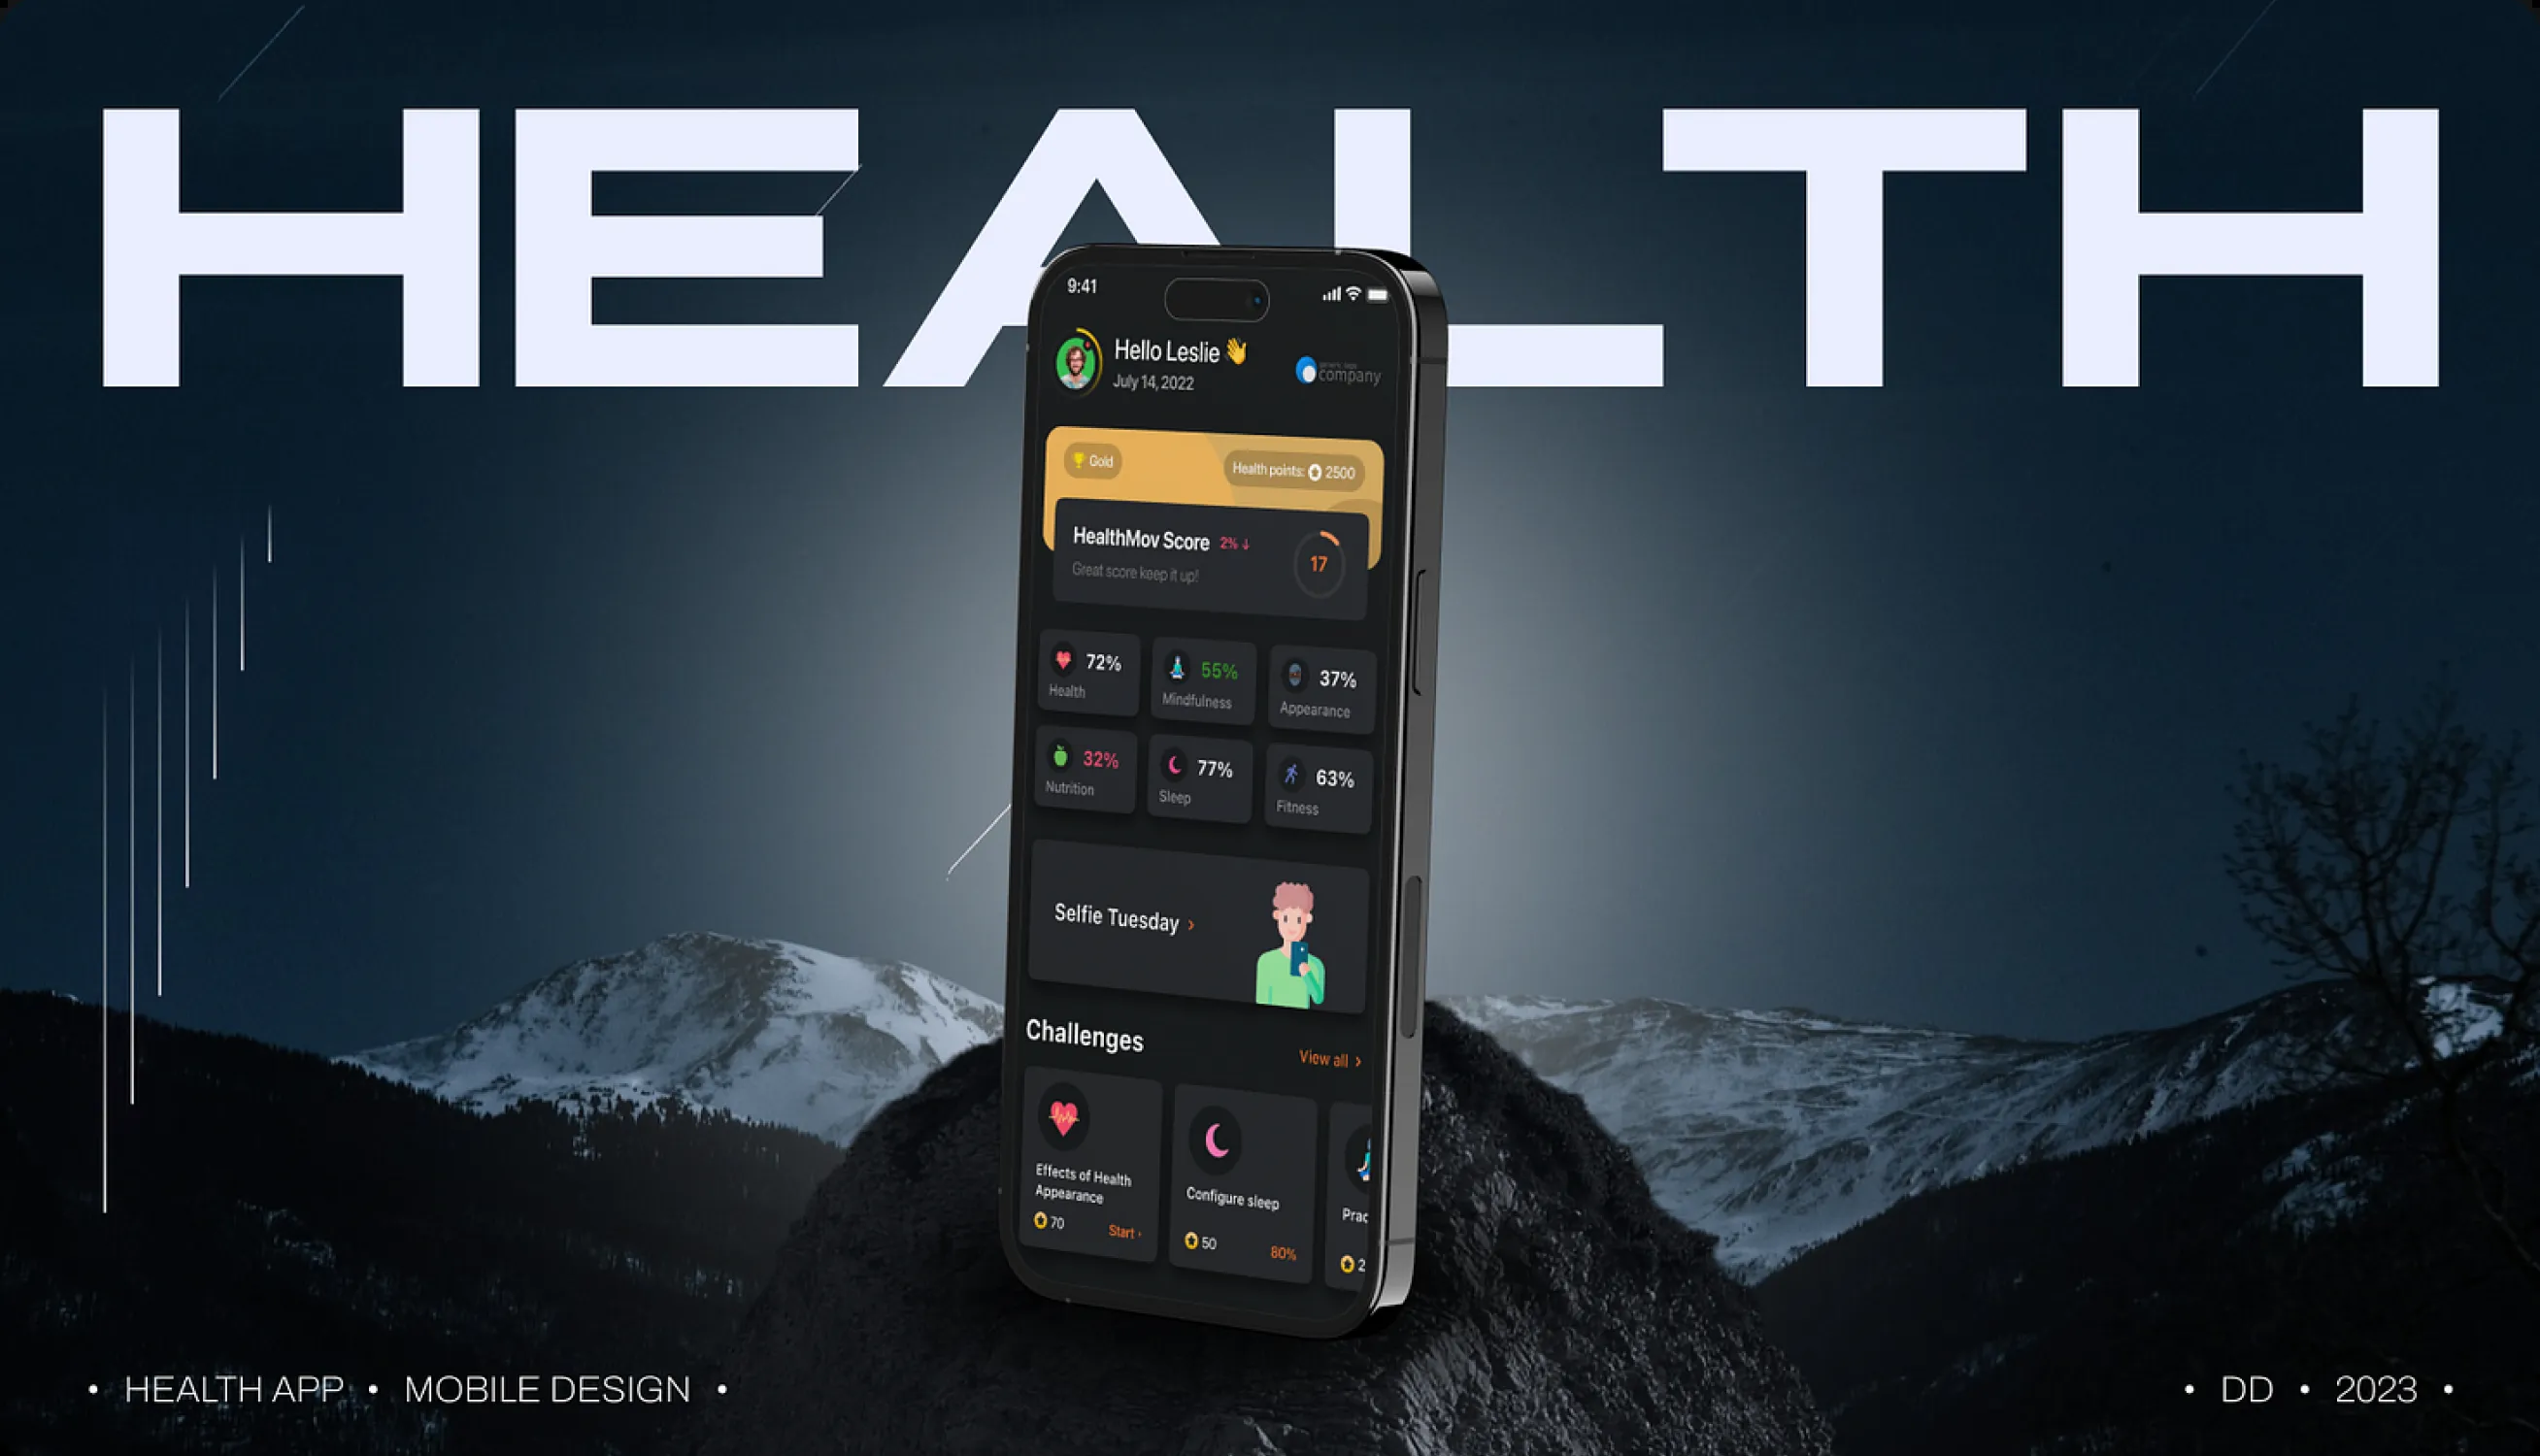 HEALTH
9:41
Hello Leslie 👋
July 14, 2022
company
Gold
Health points: 2500
HealthMov Score 2% ↓
Great score keep it up!
17
72%
Health
55%
Mindfulness
37%
Appearance
32%
Nutrition
77%
Sleep
63%
Fitness
Selfie Tuesday ›
Challenges
View all ›
Effects of Health
Appearance
70
Start ›
Configure sleep
50
80%
Prac
2
• HEALTH APP • MOBILE DESIGN •
• DD • 2023 •